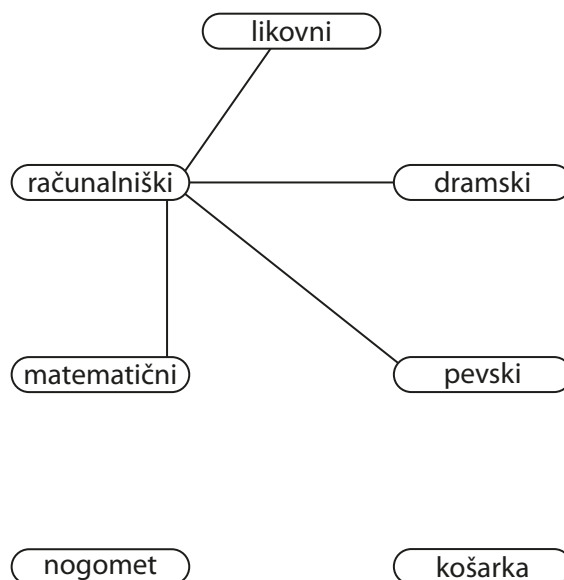 likovni
računalniški
dramski
matematični
pevski
nogomet
košarka